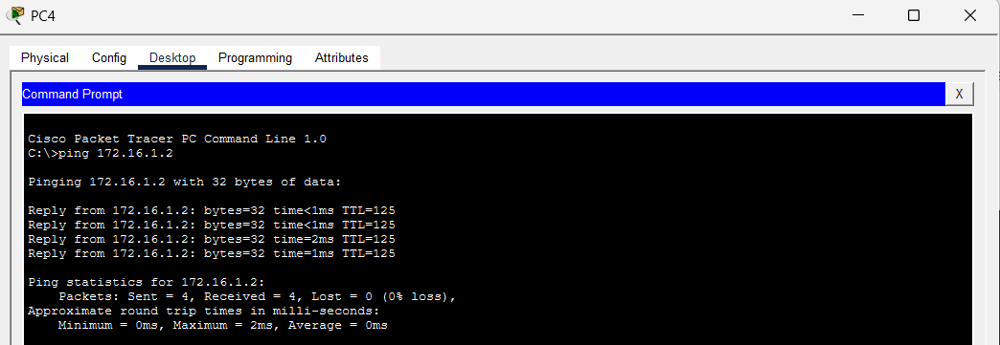 PC4
Physical Config Desktop Programming Attributes
Command Prompt X
Cisco Packet Tracer PC Command Line 1.0
C:\>ping 172.16.1.2
Pinging 172.16.1.2 with 32 bytes of data:
Reply from 172.16.1.2: bytes=32 time<1ms TTL=125
Reply from 172.16.1.2: bytes=32 time<1ms TTL=125
Reply from 172.16.1.2: bytes=32 time=2ms TTL=125
Reply from 172.16.1.2: bytes=32 time=1ms TTL=125
Ping statistics for 172.16.1.2:
Packets: Sent = 4, Received = 4, Lost = 0 (0% loss),
Approximate round trip times in milli-seconds:
Minimum = 0ms, Maximum = 2ms, Average = 0ms